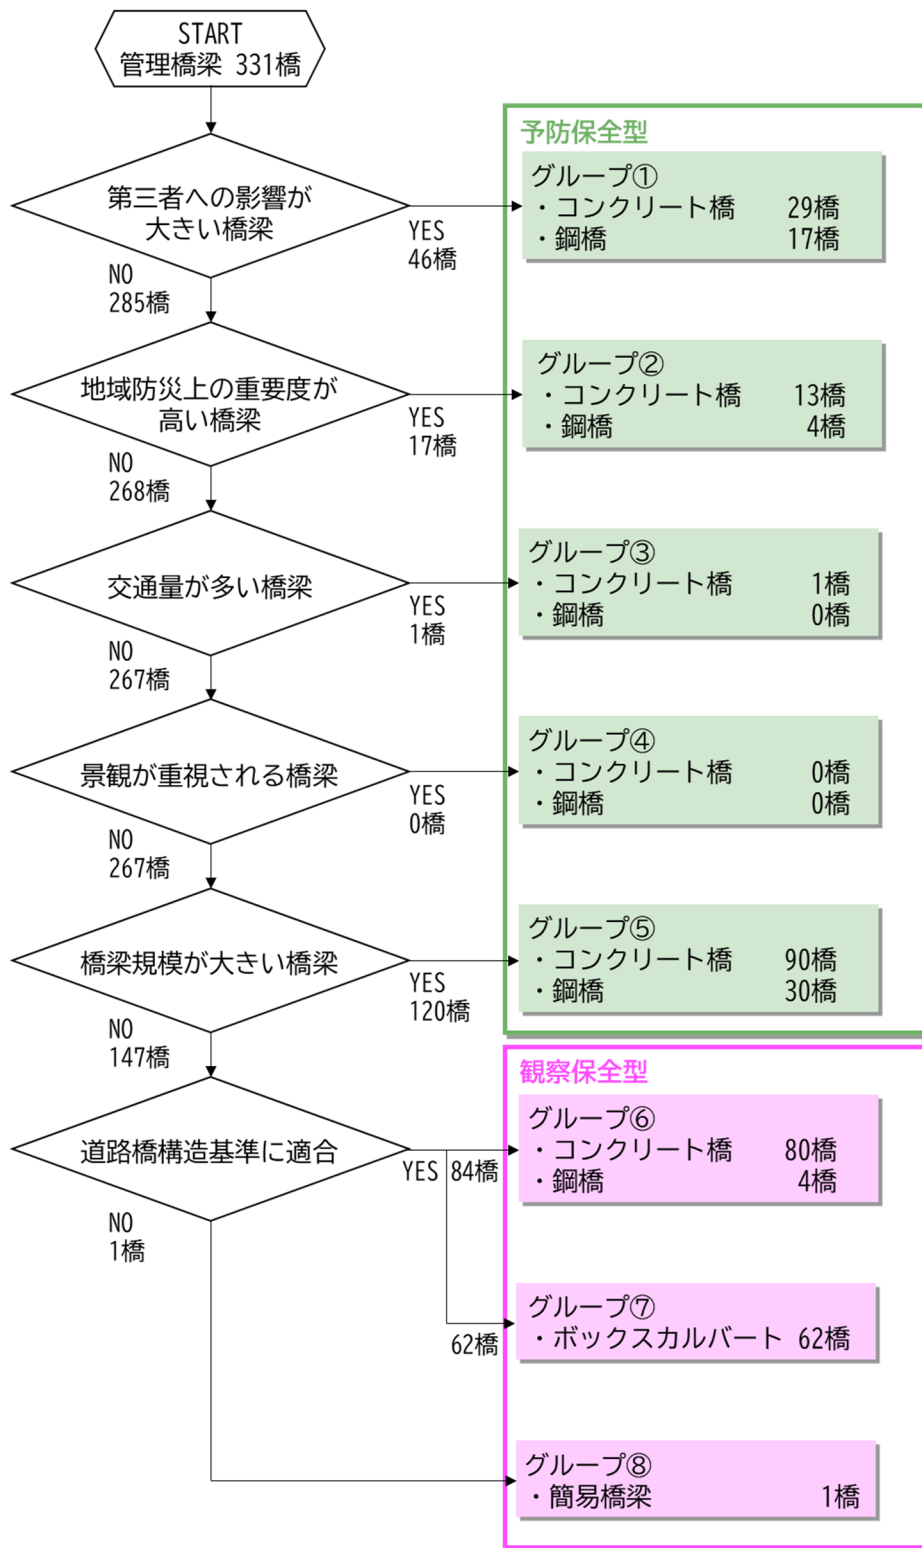 START
管理橋梁 331橋
予防保全型
第三者への影響が
大きい橋梁
YES
46橋
グループ①
・コンクリート橋 29橋
・鋼橋 17橋
NO
285橋
地域防災上の重要度が
高い橋梁
YES
17橋
グループ②
・コンクリート橋 13橋
・鋼橋 4橋
NO
268橋
交通量が多い橋梁
YES
1橋
グループ③
・コンクリート橋 1橋
・鋼橋 0橋
NO
267橋
景観が重視される橋梁
YES
0橋
グループ④
・コンクリート橋 0橋
・鋼橋 0橋
NO
267橋
橋梁規模が大きい橋梁
YES
120橋
グループ⑤
・コンクリート橋 90橋
・鋼橋 30橋
NO
147橋
観察保全型
道路橋構造基準に適合
YES 84橋
グループ⑥
・コンクリート橋 80橋
・鋼橋 4橋
NO
1橋
62橋
グループ⑦
・ボックスカルバート 62橋
グループ⑧
・簡易橋梁 1橋